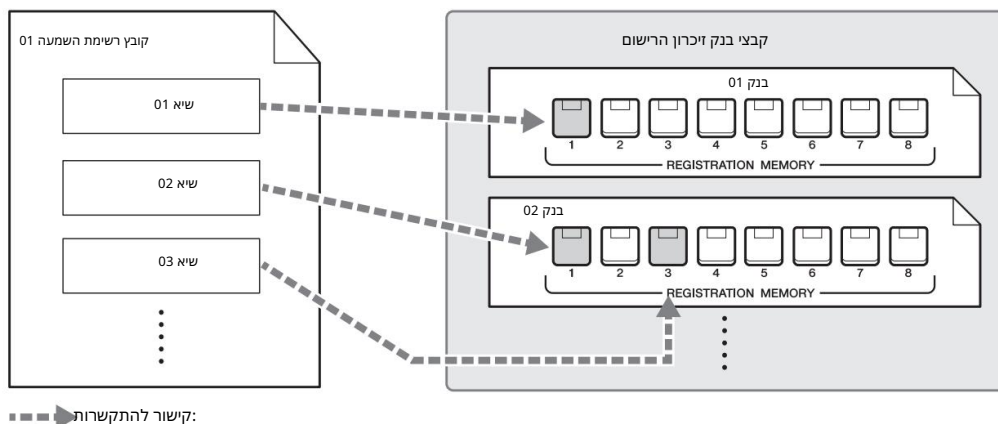 קובץ רשימת השמעה 01
שיא 01
שיא 02
שיא 03
קבצי בנק זיכרון הרישום
בנק 01
1 2 3 4 5 6 7 8
REGISTRATION MEMORY
בנק 02
1 2 3 4 5 6 7 8
REGISTRATION MEMORY
קישור להתקשרות: